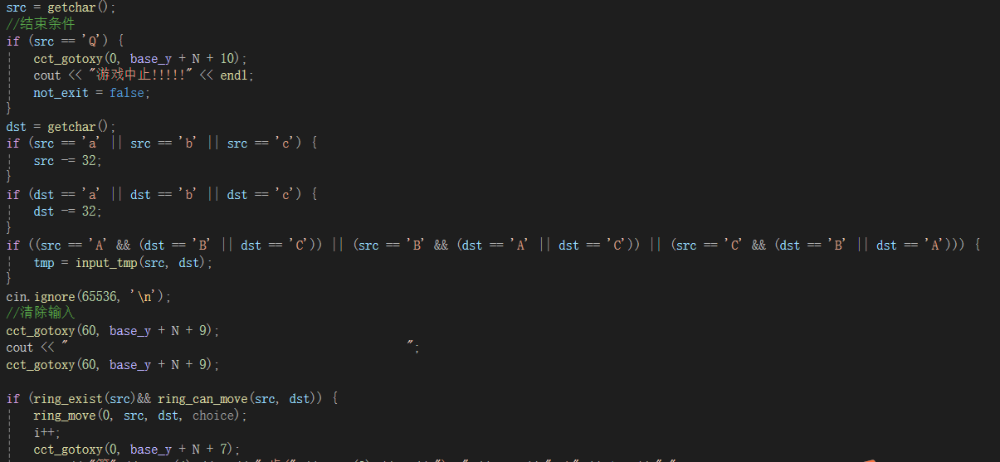 src = getchar();
//结束条件
if (src == 'Q') {
cct_gotoxy(0, base_y + N + 10);
cout << "游戏中止!!!!!" << endl;
not_exit = false;
}
dst = getchar();
if (src == 'a' || src == 'b' || src == 'c') {
src -= 32;
}
if (dst == 'a' || dst == 'b' || dst == 'c') {
dst -= 32;
}
if ((src == 'A' && (dst == 'B' || dst == 'C')) || (src == 'B' && (dst == 'A' || dst == 'C')) || (src == 'C' && (dst == 'B' || dst == 'A'))) {
tmp = input_tmp(src, dst);
}
cin.ignore(65536, '\n');
//清除输入
cct_gotoxy(60, base_y + N + 9);
cout << "                                                  ";
cct_gotoxy(60, base_y + N + 9);
if (ring_exist(src)&& ring_can_move(src, dst)) {
ring_move(0, src, dst, choice);
i++;
cct_gotoxy(0, base_y + N + 7);